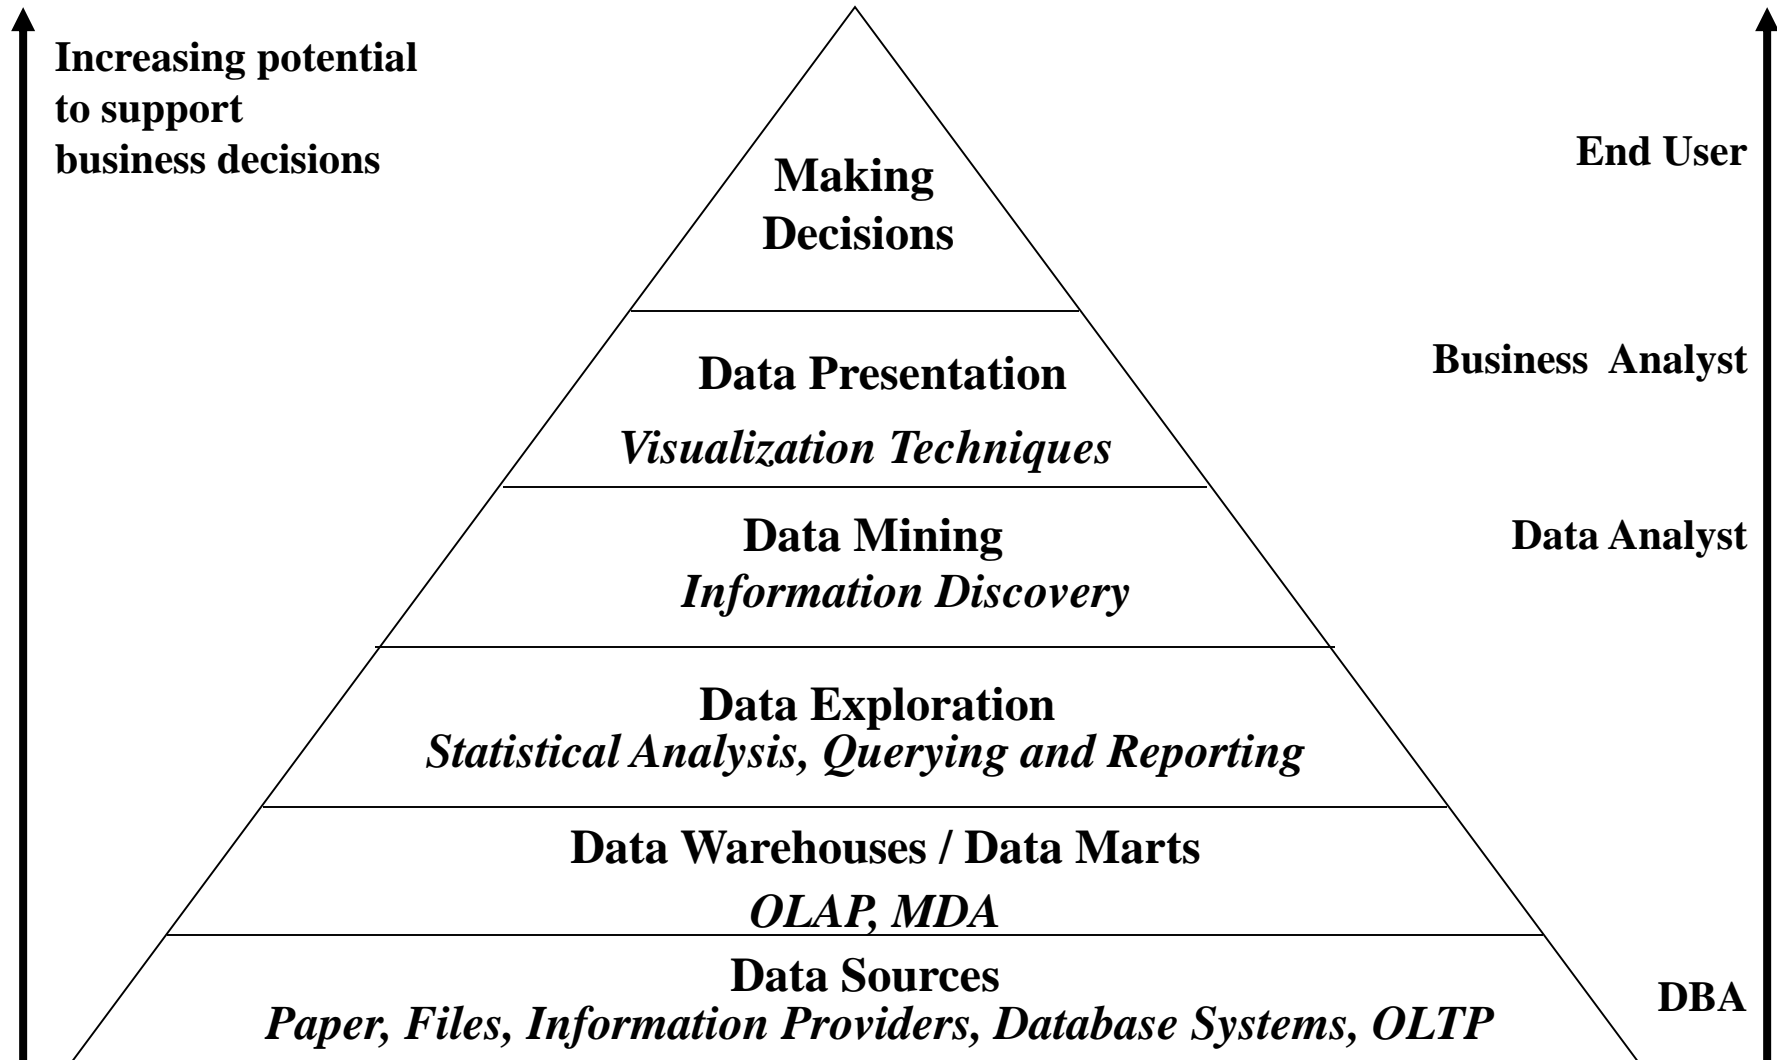 Increasing potential
to support
business decisions
End User
Making
Decisions
Business Analyst
Data Presentation
Visualization Techniques
Data Analyst
Data Mining
Information Discovery
Data Exploration
Statistical Analysis, Querying and Reporting
Data Warehouses / Data Marts
OLAP, MDA
Data Sources
DBA
Paper, Files, Information Providers, Database Systems, OLTP